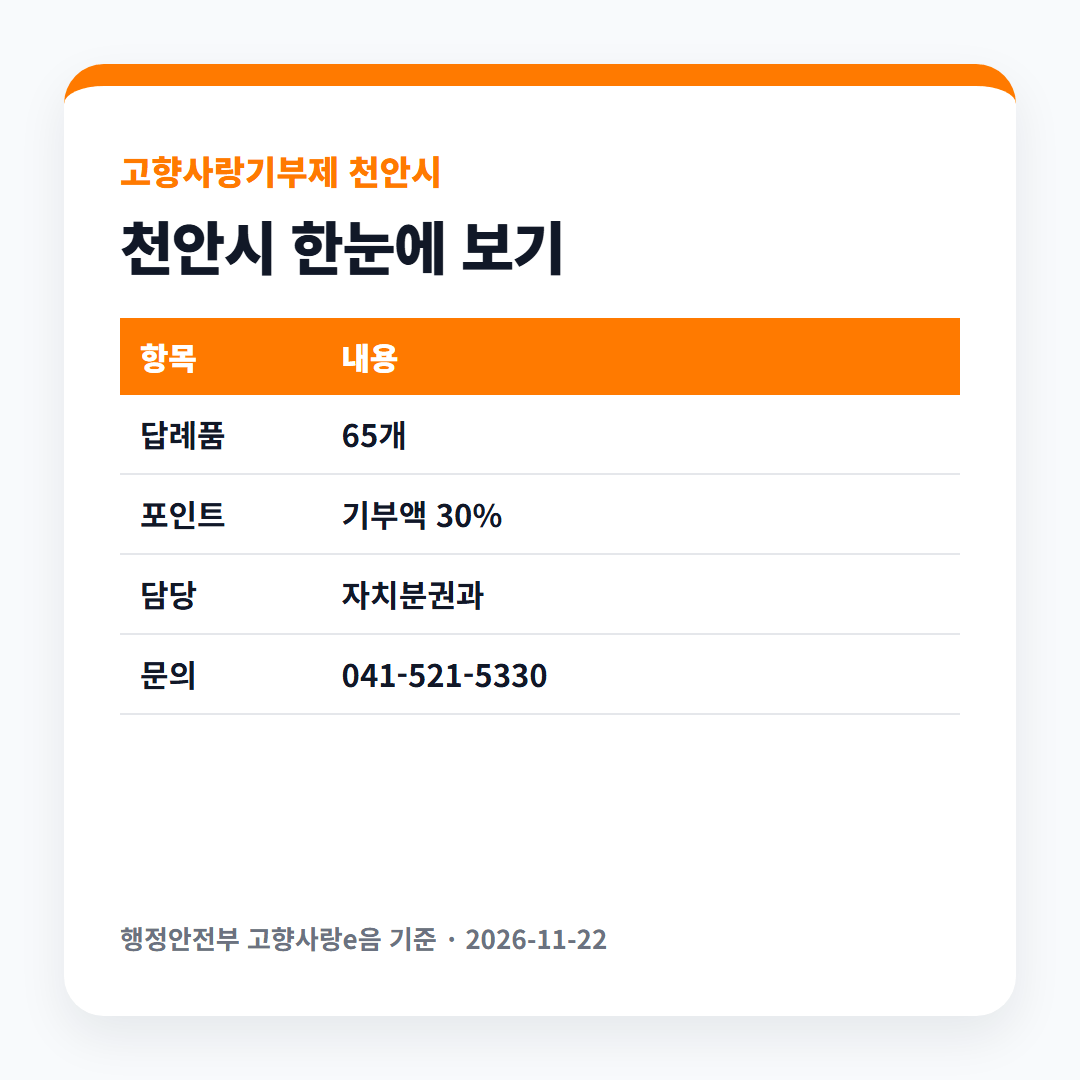 고향사랑기부제 천안시
천안시 한눈에 보기
항목 내용
답례품 65개
포인트 기부액 30%
담당 자치분권과
문의 041-521-5330
행정안전부 고향사랑e음 기준 · 2026-11-22